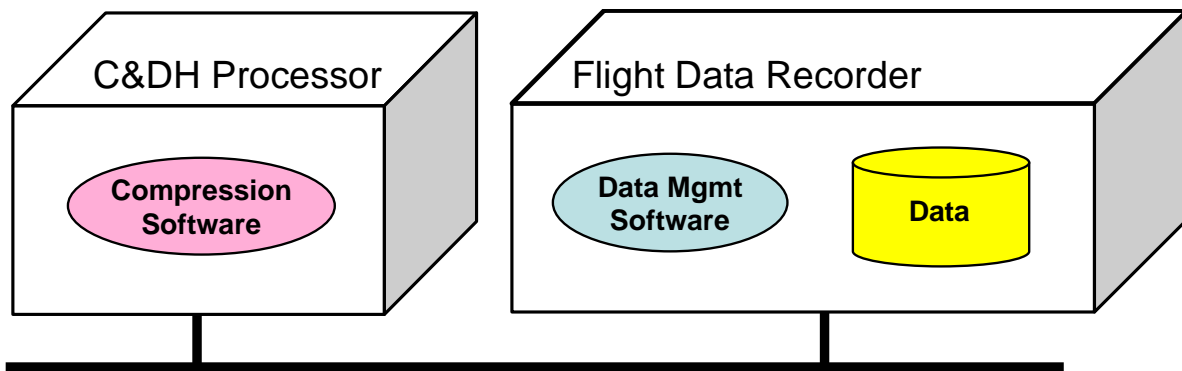 C&DH Processor
Flight Data Recorder
Compression
Software
Data Mgmt
Software
Data